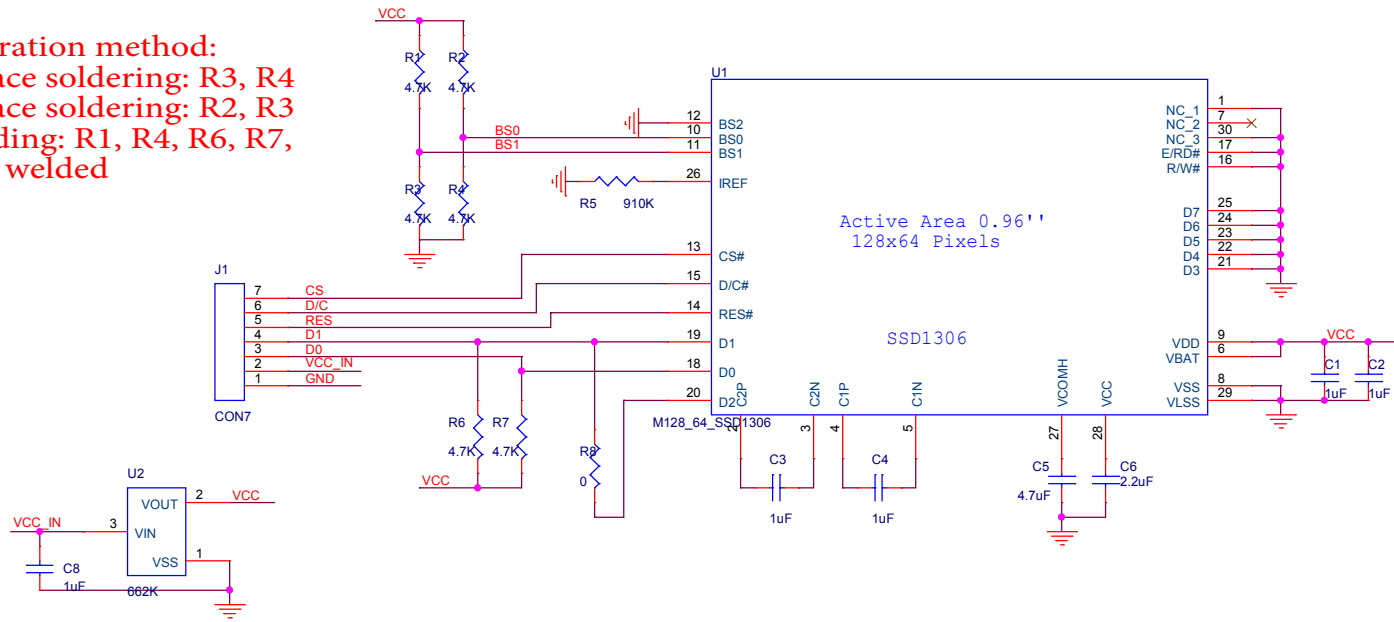 ration method:
ace soldering: R3, R4
ace soldering: R2, R3
ding: R1, R4, R6, R7,
welded
VCC
R1
4.7K
R2
4.7K
BS0
BS1
R3
4.7K
R4
4.7K
R5 910K
U1
12 BS2
10 BS0
11 BS1
26 IREF
13 CS#
15 D/C#
14 RES#
19 D1
18 D0
20 D2
M128_64_SSD1306
Active Area 0.96''
128x64 Pixels
SSD1306
NC_1 1
NC_2 7
NC_3 30
E/RD# 17
R/W# 16
D7 25
D6 24
D5 23
D4 22
D3 21
VDD 9
VBAT 6
VSS 8
VLSS 29
VCC
C1
1uF
C2
1uF
C2P
2
C2N
3
C1P
4
C1N
5
VCOMH
27
VCC
28
C3
1uF
C4
1uF
C5
4.7uF
C6
2.2uF
J1
7 CS
6 D/C
5 RES
4 D1
3 D0
2 VCC_IN
1 GND
CON7
R6
4.7K
R7
4.7K
R8
0
VCC
U2
VOUT 2 VCC
VCC_IN 3 VIN
VSS 1
C8
1uF
662K